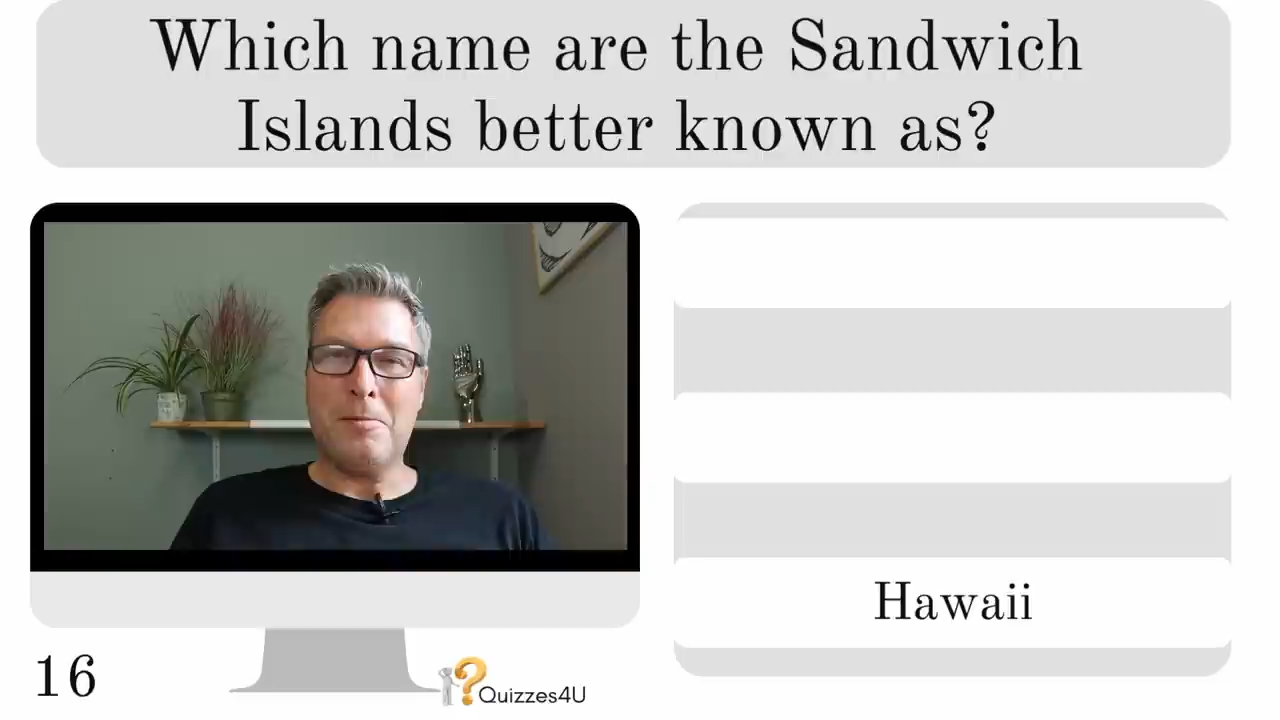 Which name are the Sandwich
Islands better known as?
Hawaii
16
Quizzes4U